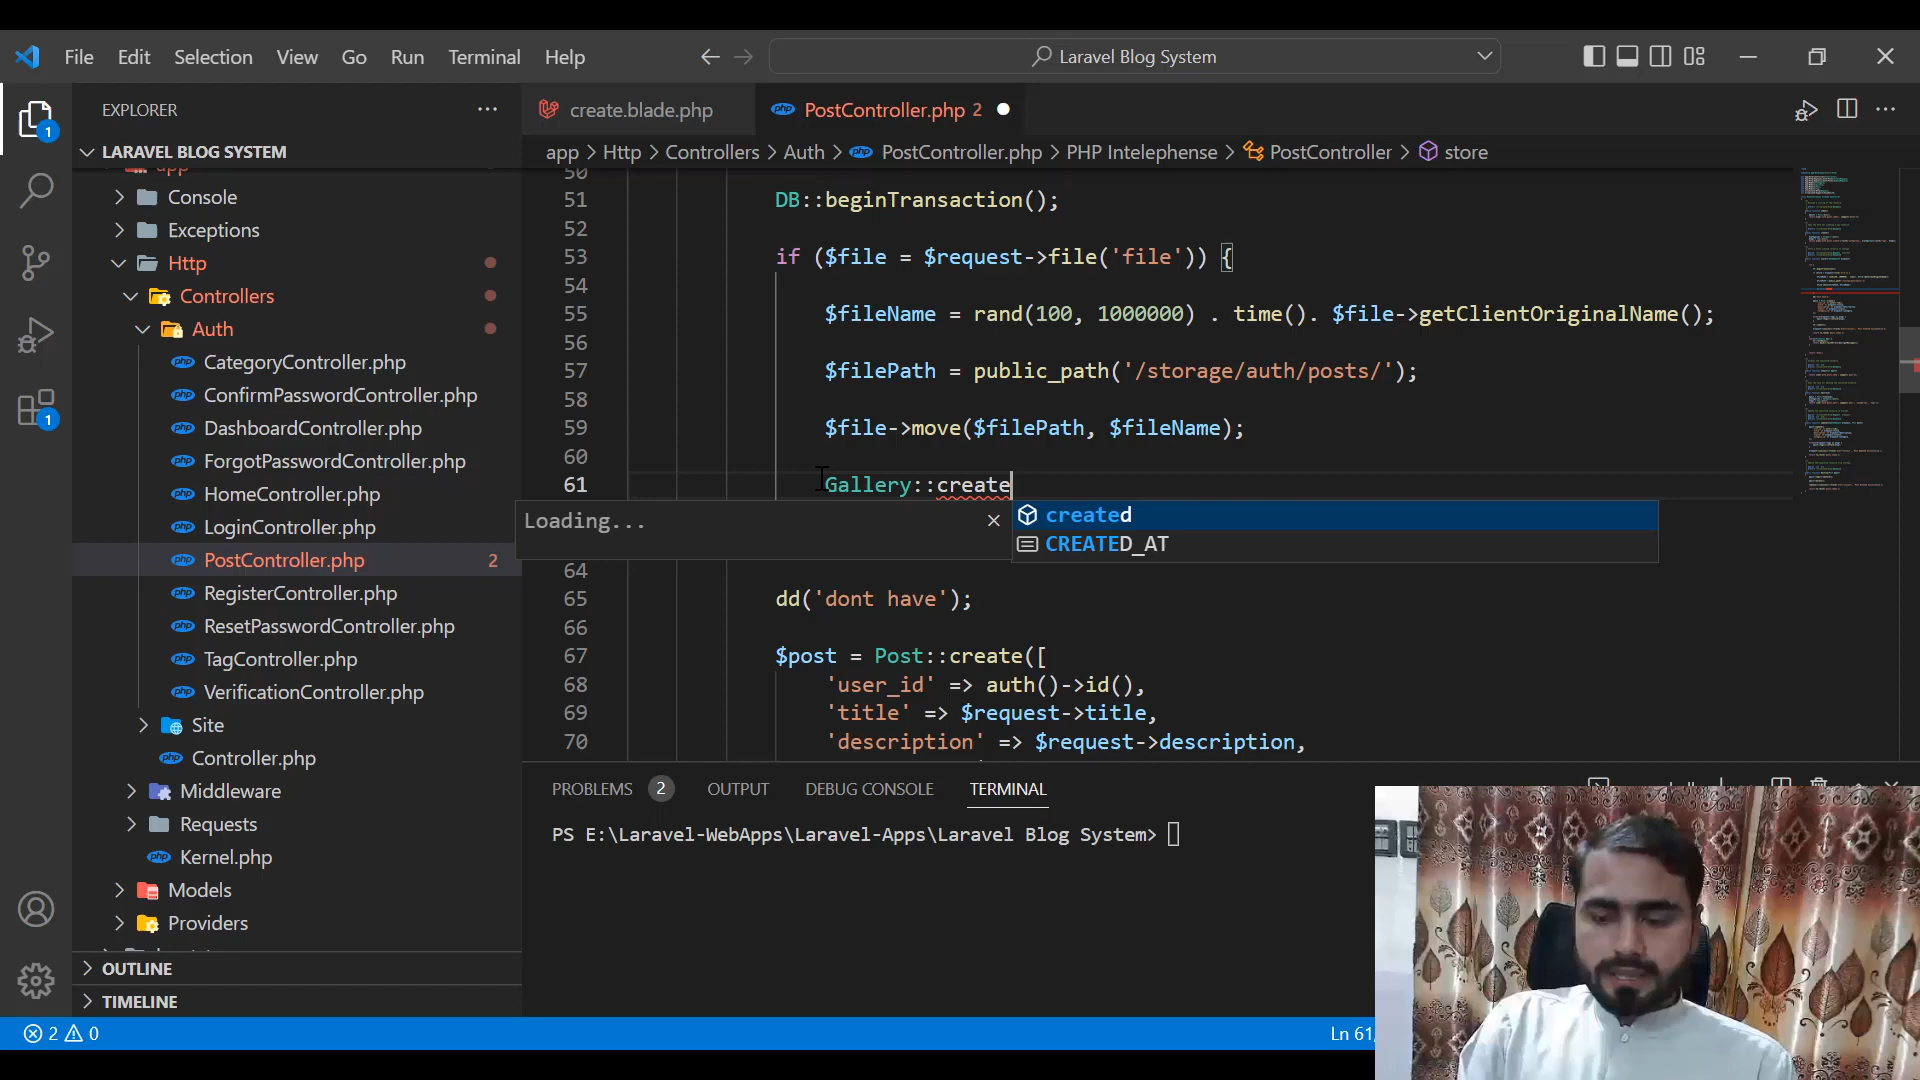 File Edit Selection View Go Run Terminal Help
Laravel Blog System
EXPLORER
create.blade.php
PostController.php 2
LARAVEL BLOG SYSTEM
app > Http > Controllers > Auth > PostController.php > PHP Intelephense > PostController > store
app
Console
Exceptions
Http
Controllers
Auth
CategoryController.php
ConfirmPasswordController.php
DashboardController.php
ForgotPasswordController.php
HomeController.php
LoginController.php
PostController.php 2
RegisterController.php
ResetPasswordController.php
TagController.php
VerificationController.php
Site
Controller.php
Middleware
Requests
Kernel.php
Models
Providers
OUTLINE
TIMELINE
1
1
50
51 DB::beginTransaction();
52
53 if ($file = $request->file('file')) {
54
55 $fileName = rand(100, 1000000) . time(). $file->getClientOriginalName();
56
57 $filePath = public_path('/storage/auth/posts/');
58
59 $file->move($filePath, $fileName);
60
61 Gallery::create
Loading...
created
CREATED_AT
64
65 dd('dont have');
66
67 $post = Post::create([
68 'user_id' => auth()->id(),
69 'title' => $request->title,
70 'description' => $request->description,
PROBLEMS 2 OUTPUT DEBUG CONSOLE TERMINAL
PS E:\Laravel-WebApps\Laravel-Apps\Laravel Blog System>
2 0
Ln 61,